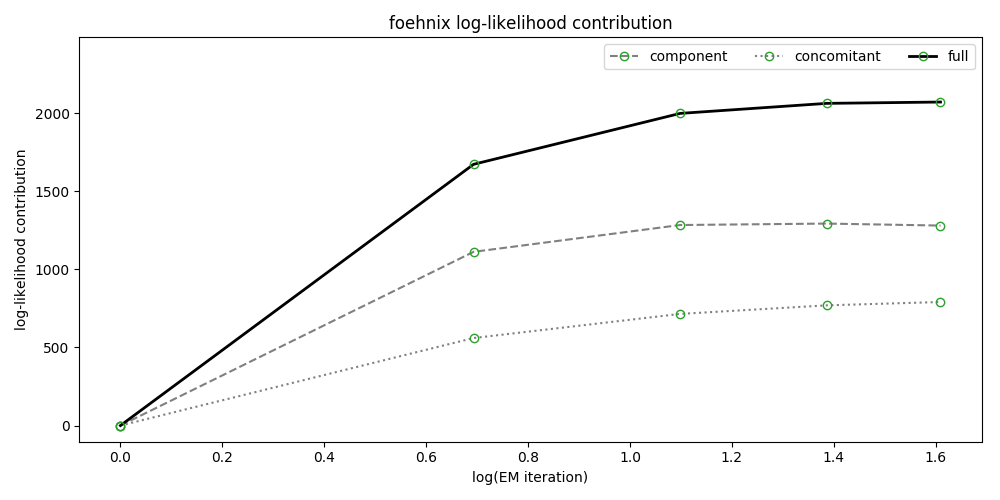 foehnix log-likelihood contribution
component
concomitant
full
log-likelihood contribution
2000
1500
1000
500
0
0.0 0.2 0.4 0.6 0.8 1.0 1.2 1.4 1.6
log(EM iteration)